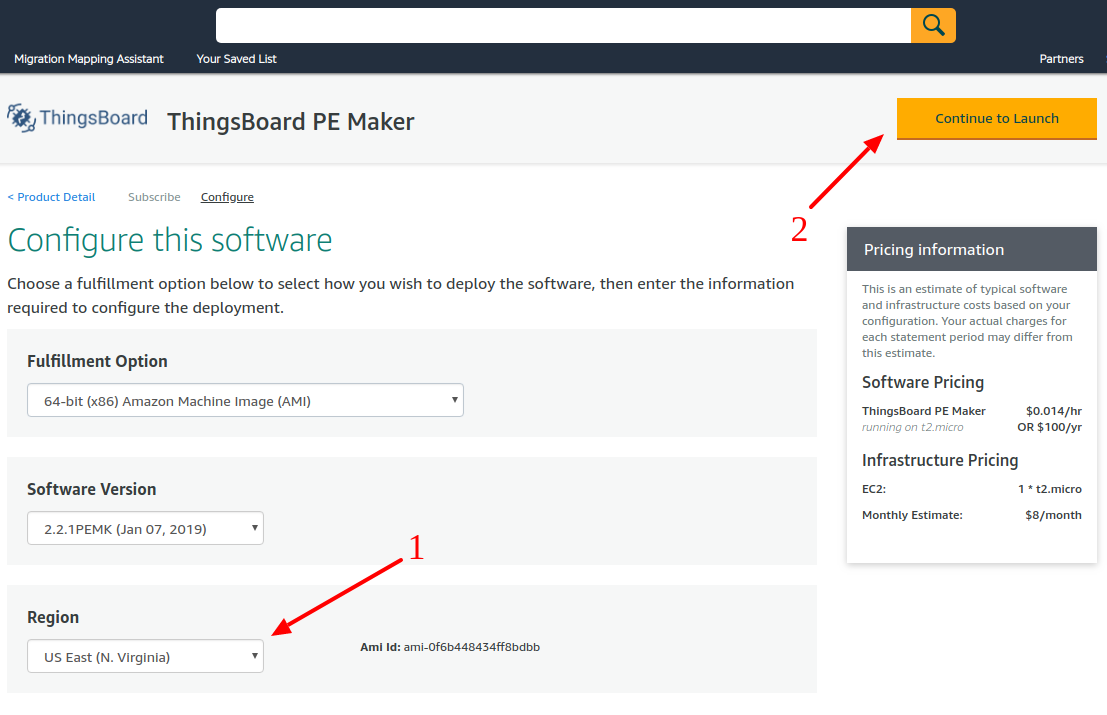 Migration Mapping Assistant
Your Saved List
Partners
ThingsBoard
ThingsBoard PE Maker
Continue to Launch
2
< Product Detail
Subscribe
Configure
Configure this software
Choose a fulfillment option below to select how you wish to deploy the software, then enter the information
required to configure the deployment.
Fulfillment Option
64-bit (x86) Amazon Machine Image (AMI)
Software Version
2.2.1PEMK (Jan 07, 2019)
1
Region
US East (N. Virginia)
Ami Id: ami-0f6b448434ff8bdbb
Pricing information
This is an estimate of typical software
and infrastructure costs based on your
configuration. Your actual charges for
each statement period may differ from
this estimate.
Software Pricing
ThingsBoard PE Maker $0.014/hr
running on t2.micro OR $100/yr
Infrastructure Pricing
EC2: 1 * t2.micro
Monthly Estimate: $8/month